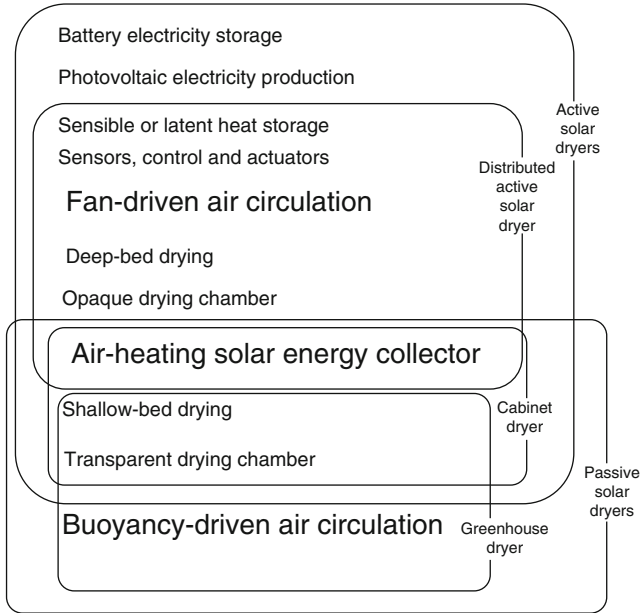 Battery electricity storage
Photovoltaic electricity production
Active
solar
dryers
Sensible or latent heat storage
Sensors, control and actuators
Distributed
active
solar
dryer
Fan-driven air circulation
Deep-bed drying
Opaque drying chamber
Air-heating solar energy collector
Shallow-bed drying
Cabinet
dryer
Transparent drying chamber
Passive
solar
dryers
Buoyancy-driven air circulation
Greenhouse
dryer